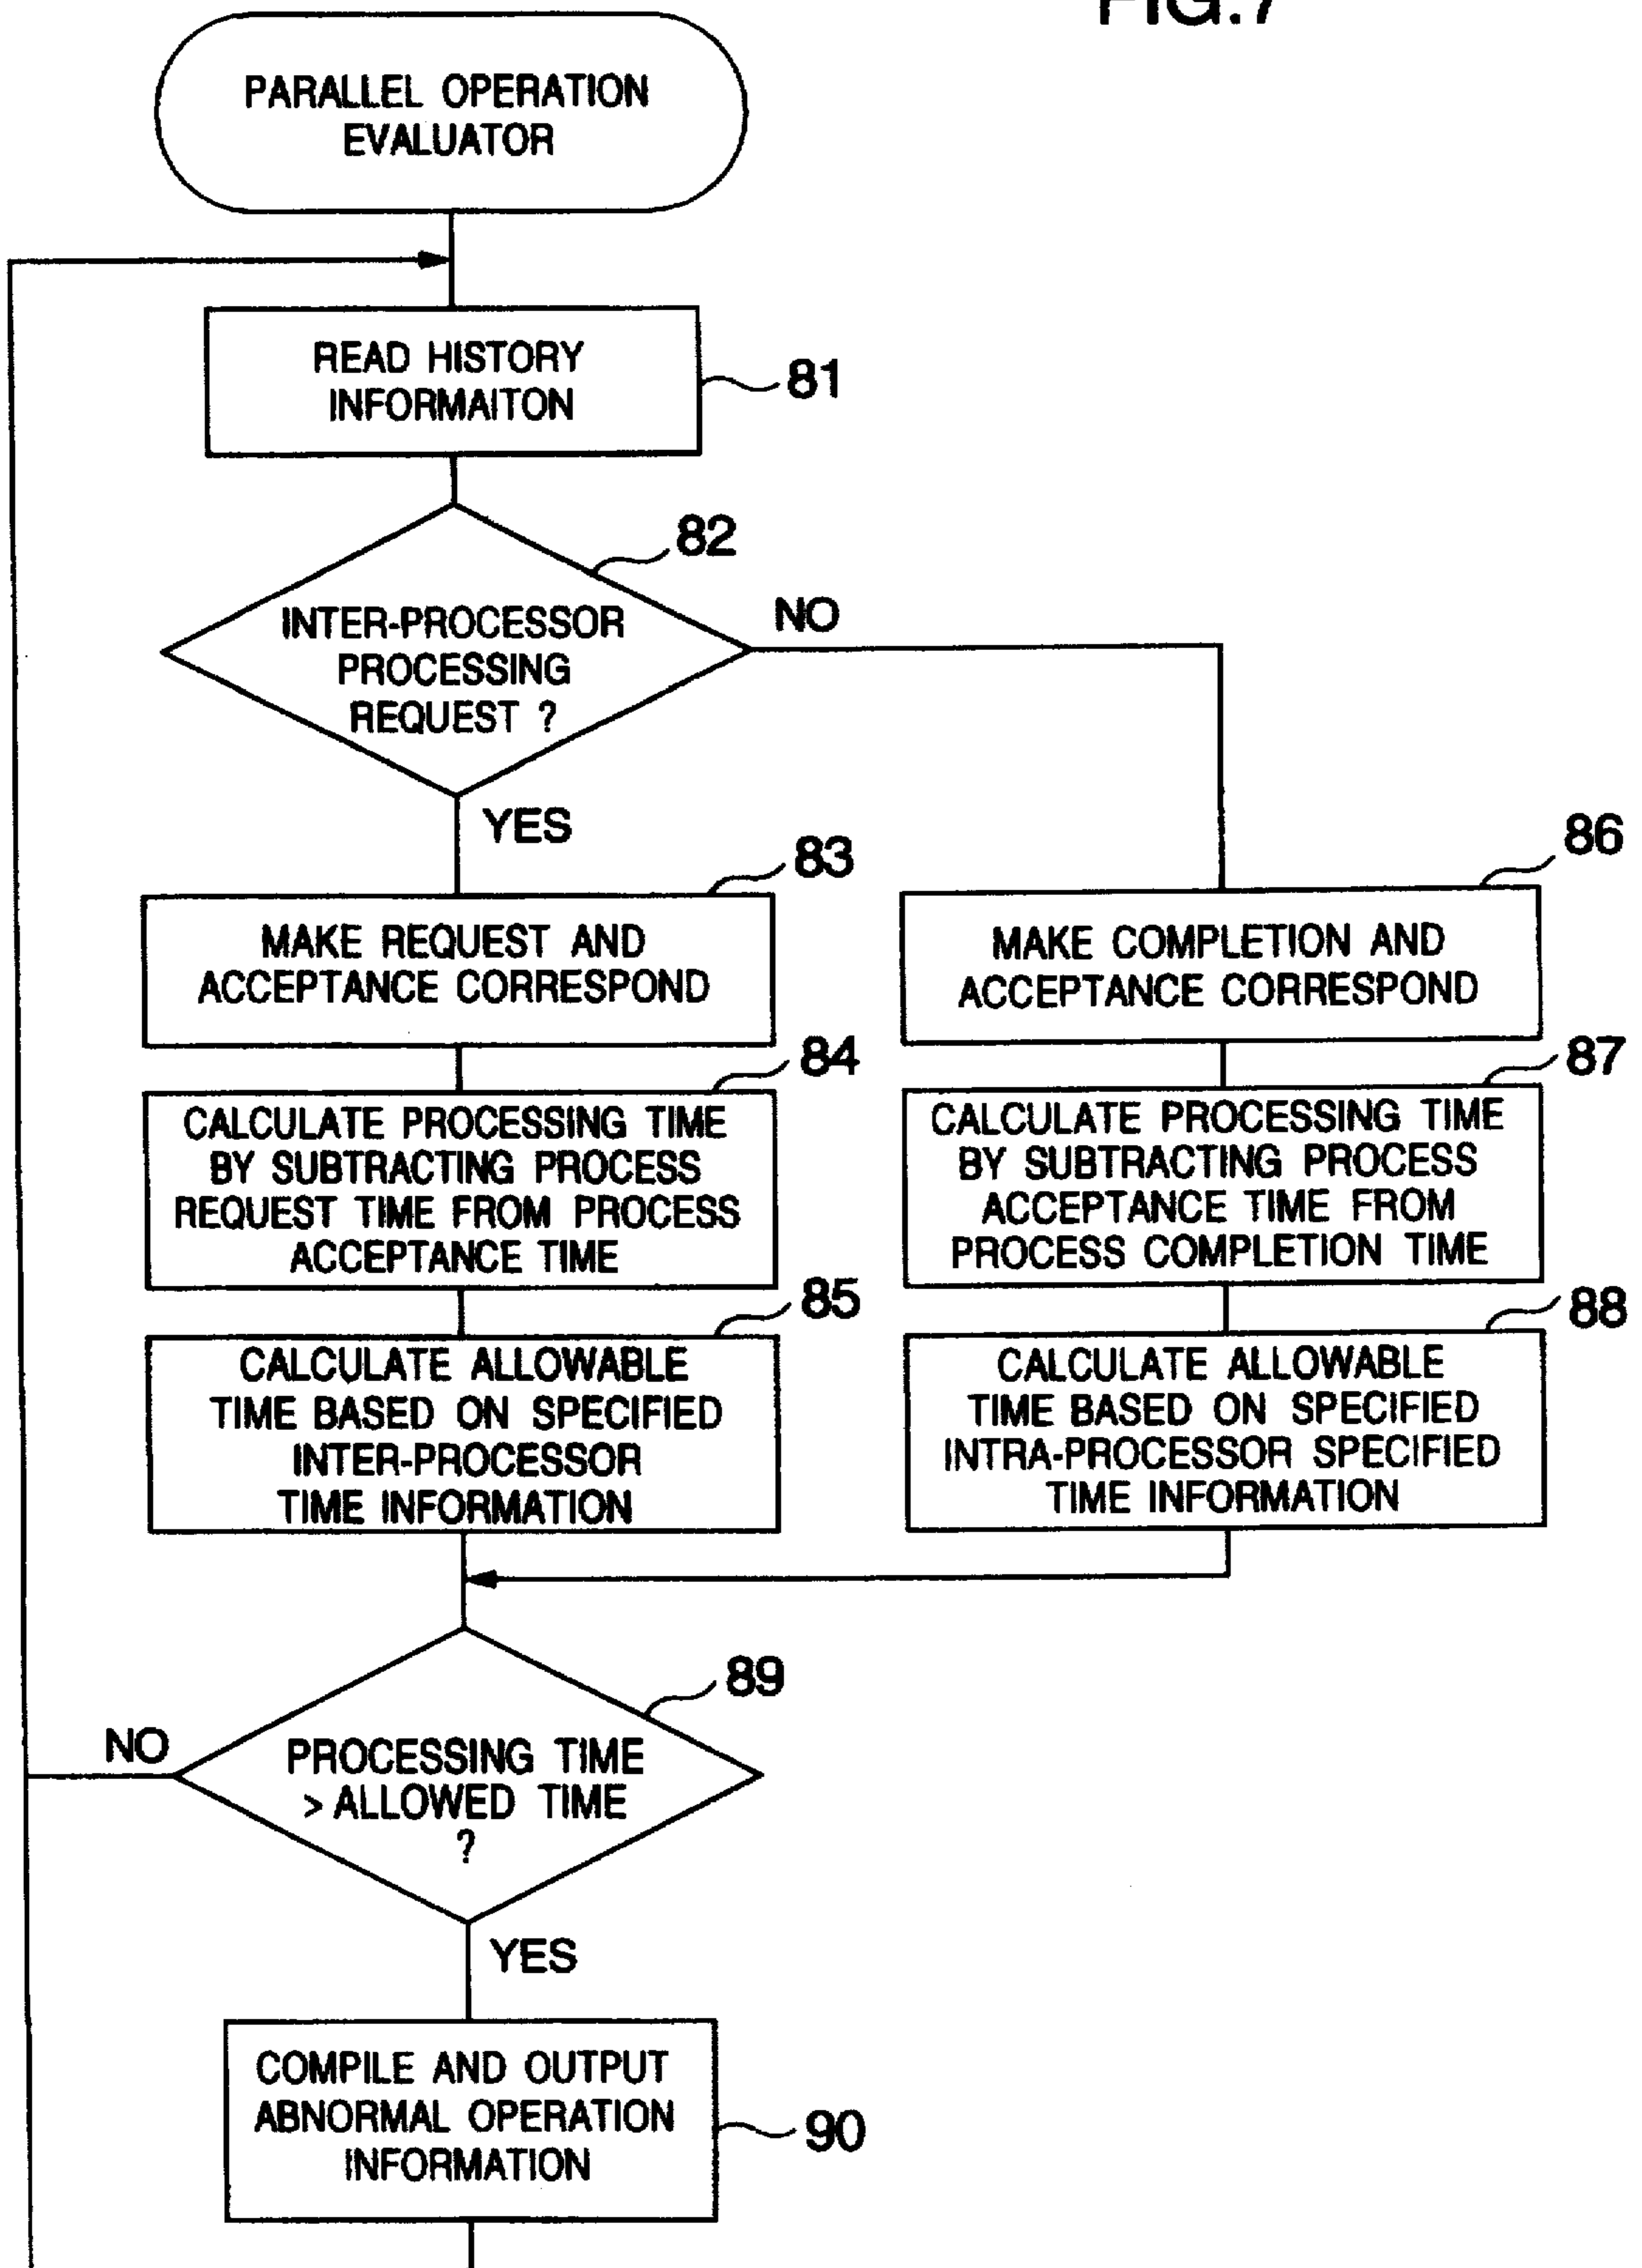 FIG.7
PARALLEL OPERATION
EVALUATOR
READ HISTORY
INFORMAITON
81
82
INTER-PROCESSOR
PROCESSING
REQUEST ?
NO
YES
83
MAKE REQUEST AND
ACCEPTANCE CORRESPOND
86
MAKE COMPLETION AND
ACCEPTANCE CORRESPOND
84
CALCULATE PROCESSING TIME
BY SUBTRACTING PROCESS
REQUEST TIME FROM PROCESS
ACCEPTANCE TIME
87
CALCULATE PROCESSING TIME
BY SUBTRACTING PROCESS
ACCEPTANCE TIME FROM
PROCESS COMPLETION TIME
85
CALCULATE ALLOWABLE
TIME BASED ON SPECIFIED
INTER-PROCESSOR
TIME INFORMATION
88
CALCULATE ALLOWABLE
TIME BASED ON SPECIFIED
INTRA-PROCESSOR SPECIFIED
TIME INFORMATION
89
NO
PROCESSING TIME
> ALLOWED TIME
?
YES
COMPILE AND OUTPUT
ABNORMAL OPERATION
INFORMATION
90